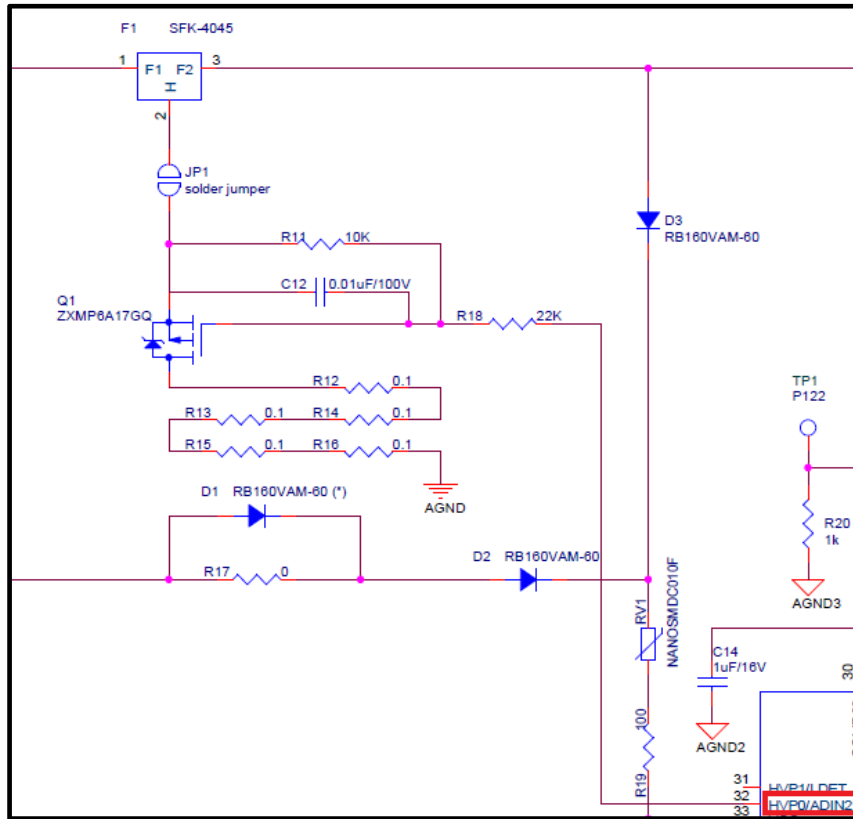 F1 SFK-4045
1 F1 F2 3
H
2
JP1
solder jumper
R11 10K
D3
RB160VAM-60
C12 0.01uF/100V
Q1
ZXMP6A17GQ
R18 22K
R12 0.1
TP1
P122
R13 0.1 R14 0.1
R15 0.1 R16 0.1
AGND
D1 RB160VAM-60 (*)
R20
1k
R17 0
D2 RB160VAM-60
AGND3
RV1
NANOSMDC010F
C14
1uF/16V
30
100
R19
AGND2
31 HVP1/LDET
32 HVP0/ADIN2
33